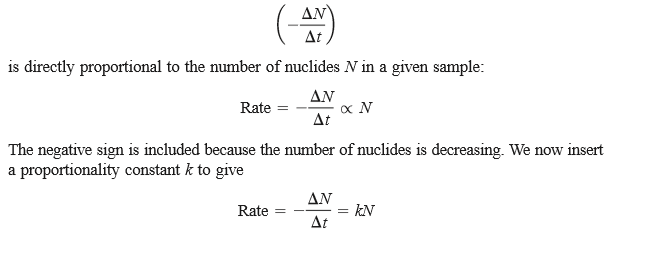 (−ΔN/Δt)
is directly proportional to the number of nuclides N in a given sample:
Rate = −ΔN/Δt ∝ N
The negative sign is included because the number of nuclides is decreasing. We now insert
a proportionality constant k to give
Rate = −ΔN/Δt = kN